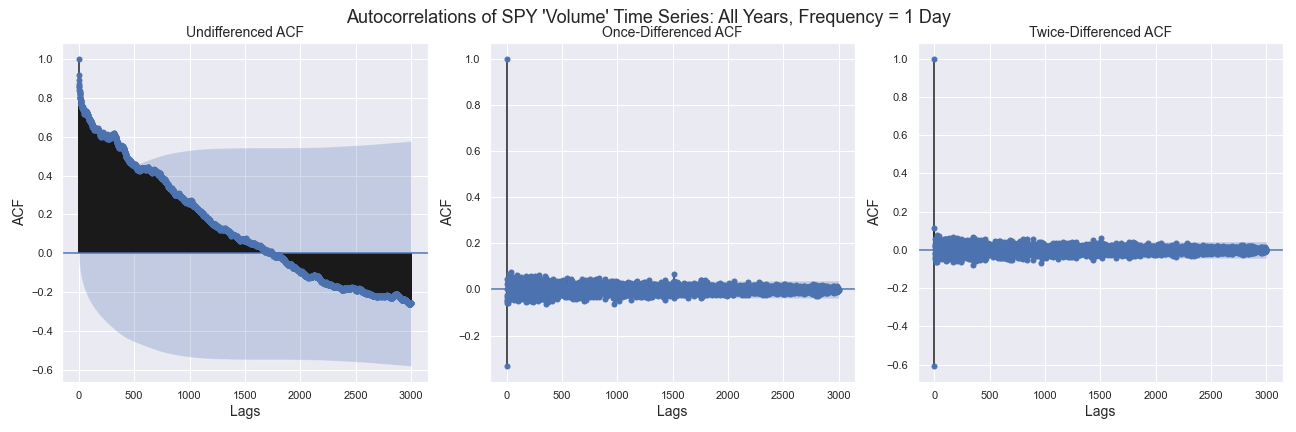 Autocorrelations of SPY 'Volume' Time Series: All Years, Frequency = 1 Day
Undifferenced ACF
1.0
0.8
0.6
0.4
0.2
0.0
−0.2
−0.4
−0.6
ACF
0 500 1000 1500 2000 2500 3000
Lags
Once-Differenced ACF
1.0
0.8
0.6
0.4
0.2
0.0
−0.2
ACF
0 500 1000 1500 2000 2500 3000
Lags
Twice-Differenced ACF
1.0
0.8
0.6
0.4
0.2
0.0
−0.2
−0.4
−0.6
ACF
0 500 1000 1500 2000 2500 3000
Lags